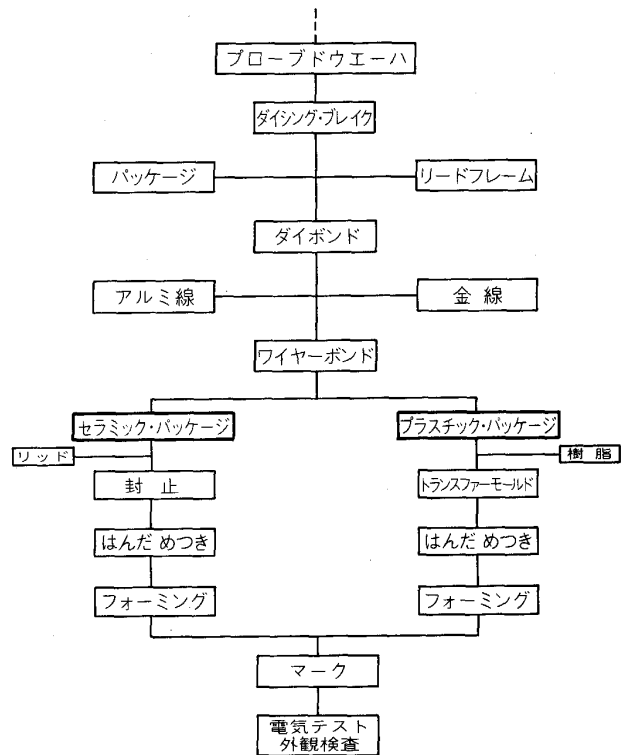 プローブドウエーハ
ダイシング・ブレイク
パッケージ
リードフレーム
ダイボンド
アルミ線
金線
ワイヤーボンド
セラミック・パッケージ
プラスチック・パッケージ
リッド
樹脂
封止
トランスファーモールド
はんだめつき
はんだめつき
フォーミング
フォーミング
マーク
電気テスト
外観検査